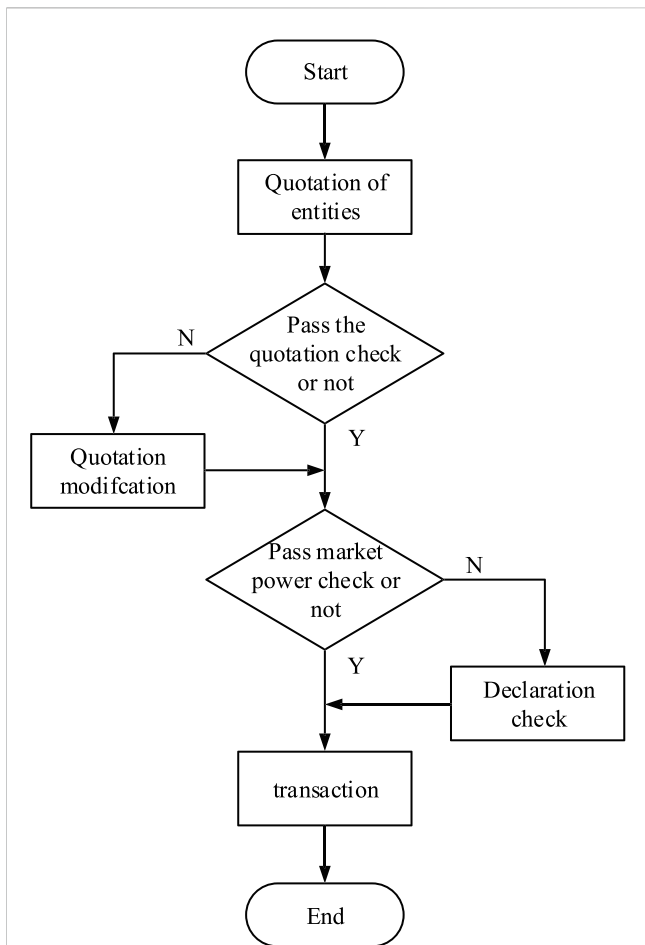 Start
Quotation of
entities
Pass the
quotation check
or not
N
Y
Quotation
modifcation
Pass market
power check or
not
N
Y
Declaration
check
transaction
End